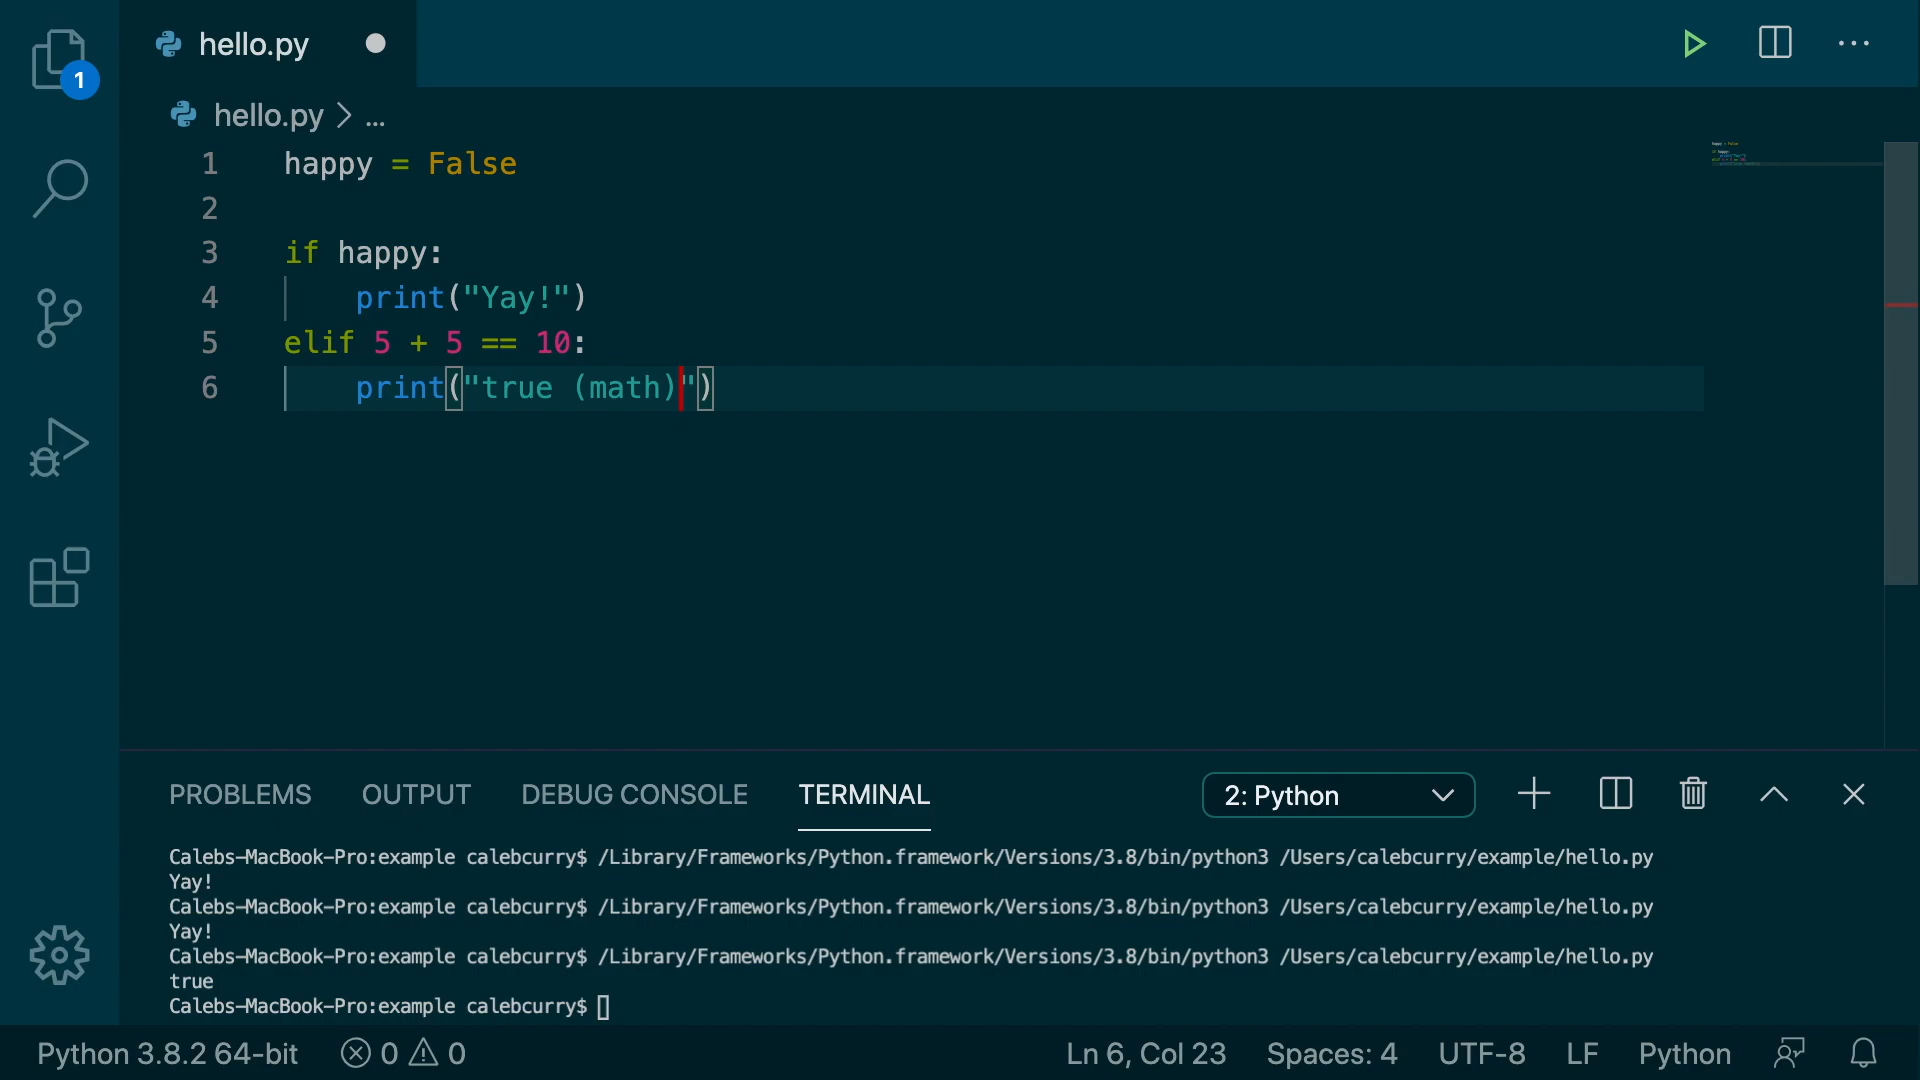 hello.py
1
hello.py > ...
1 happy = False
2
3 if happy:
4     print("Yay!")
5 elif 5 + 5 == 10:
6     print("true (math)")
PROBLEMS OUTPUT DEBUG CONSOLE TERMINAL 2: Python
Calebs-MacBook-Pro:example calebcurry$ /Library/Frameworks/Python.framework/Versions/3.8/bin/python3 /Users/calebcurry/example/hello.py
Yay!
Calebs-MacBook-Pro:example calebcurry$ /Library/Frameworks/Python.framework/Versions/3.8/bin/python3 /Users/calebcurry/example/hello.py
Yay!
Calebs-MacBook-Pro:example calebcurry$ /Library/Frameworks/Python.framework/Versions/3.8/bin/python3 /Users/calebcurry/example/hello.py
true
Calebs-MacBook-Pro:example calebcurry$
Python 3.8.2 64-bit 0 0 Ln 6, Col 23 Spaces: 4 UTF-8 LF Python